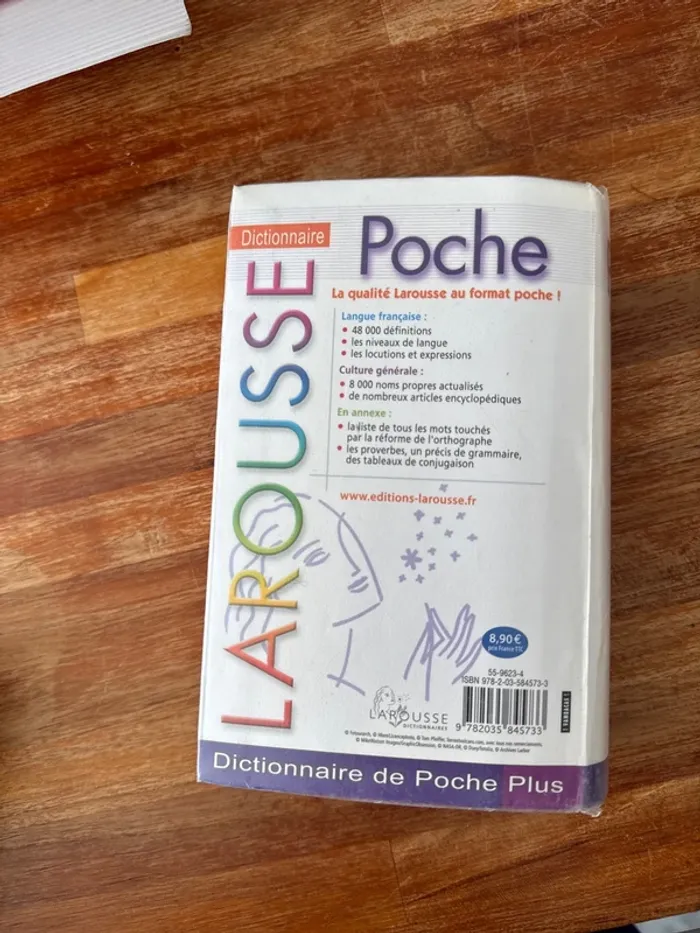 Dictionnaire
LAROUSSE
Poche
La qualité Larousse au format poche !
Langue française :
• 48 000 définitions
• les niveaux de langue
• les locutions et expressions
Culture générale :
• 8 000 noms propres actualisés
• de nombreux articles encyclopédiques
En annexe :
• la liste de tous les mots touchés
par la réforme de l'orthographe
• les proverbes, un précis de grammaire,
des tableaux de conjugaison
www.editions-larousse.fr
8,90 €
prix France TTC
55-9623-4
ISBN 978-2-03-584573-3
9 782035 845733
LAROUSSE
DICTIONNAIRES
Dictionnaire de Poche Plus